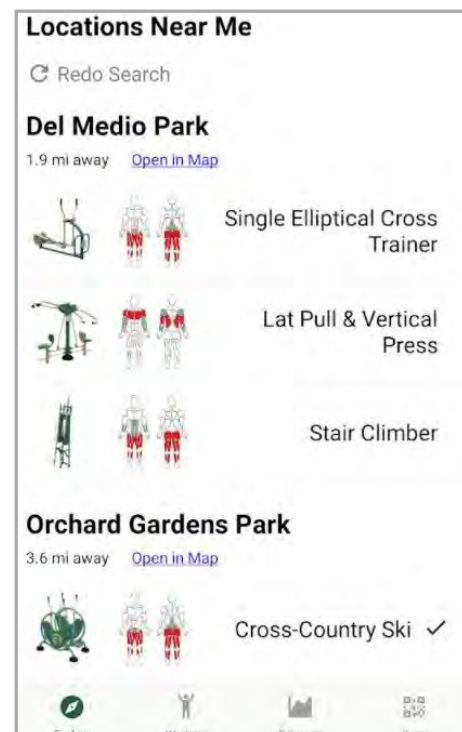 Locations Near Me
Redo Search
Del Medio Park
1.9 mi away Open in Map
Single Elliptical Cross
Trainer
Lat Pull & Vertical
Press
Stair Climber
Orchard Gardens Park
3.6 mi away Open in Map
Cross-Country Ski